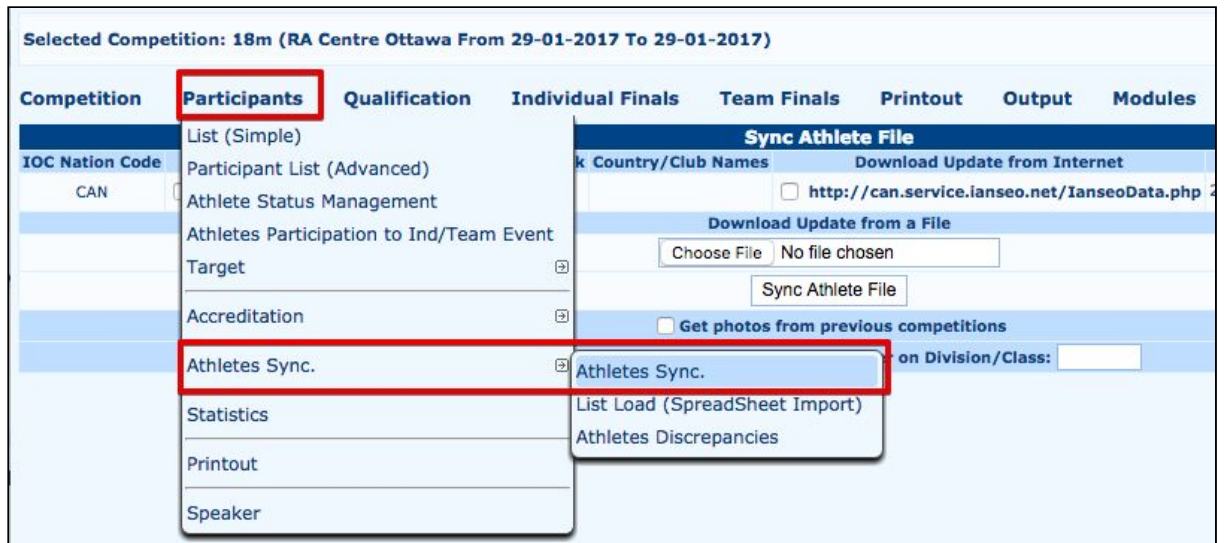 Selected Competition: 18m (RA Centre Ottawa From 29-01-2017 To 29-01-2017)
Competition Participants Qualification Individual Finals Team Finals Printout Output Modules
Sync Athlete File
IOC Nation Code Country/Club Names Download Update from Internet
CAN http://can.service.ianseo.net/IanseoData.php
Download Update from a File
Choose File No file chosen
Sync Athlete File
Get photos from previous competitions
on Division/Class:
List (Simple)
Participant List (Advanced)
Athlete Status Management
Athletes Participation to Ind/Team Event
Target
Accreditation
Athletes Sync.
Statistics
Printout
Speaker
Athletes Sync.
List Load (SpreadSheet Import)
Athletes Discrepancies